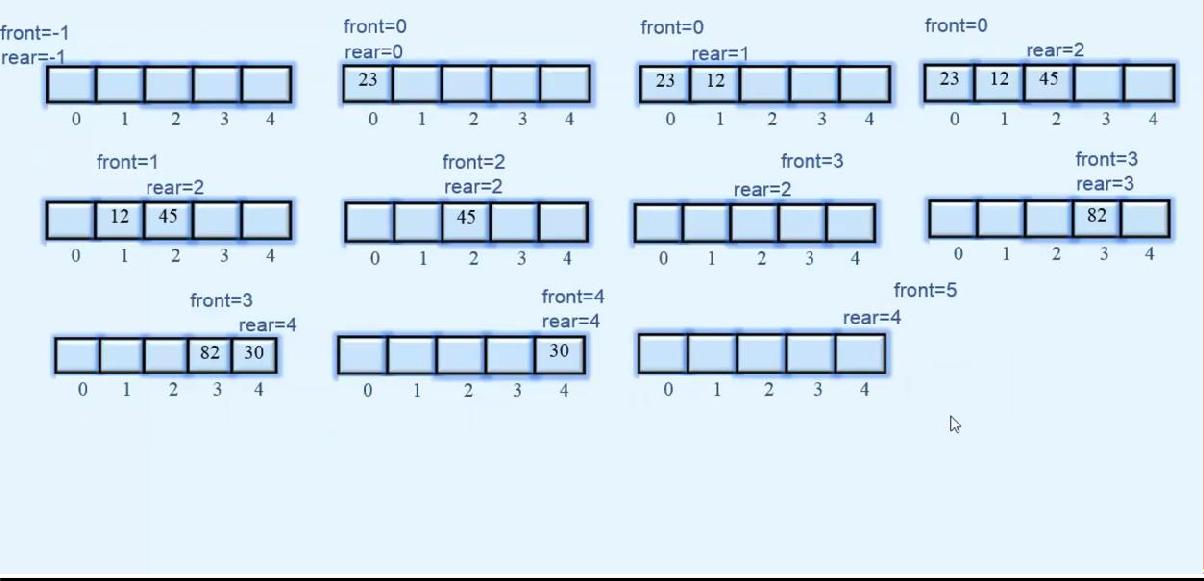 front=-1
rear=-1
0 1 2 3 4
front=0
rear=0
23
0 1 2 3 4
front=0
rear=1
23 12
0 1 2 3 4
front=0
rear=2
23 12 45
0 1 2 3 4
front=1
rear=2
12 45
0 1 2 3 4
front=2
rear=2
45
0 1 2 3 4
front=3
rear=2
0 1 2 3 4
front=3
rear=3
82
0 1 2 3 4
front=3
rear=4
82 30
0 1 2 3 4
front=4
rear=4
30
0 1 2 3 4
front=5
rear=4
0 1 2 3 4